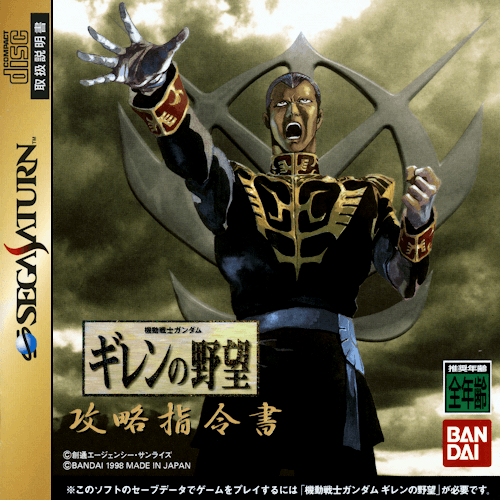 COMPACT
disc
取扱説明書
SEGA SATURN™
機動戦士ガンダム
ギレンの野望
攻略指令書
推奨年齢
全年齢
BAN
DAI
©創通エージェンシー・サンライズ
©BANDAI 1998 MADE IN JAPAN
※このソフトのセーブデータでゲームをプレイするには「機動戦士ガンダム ギレンの野望」が必要です。